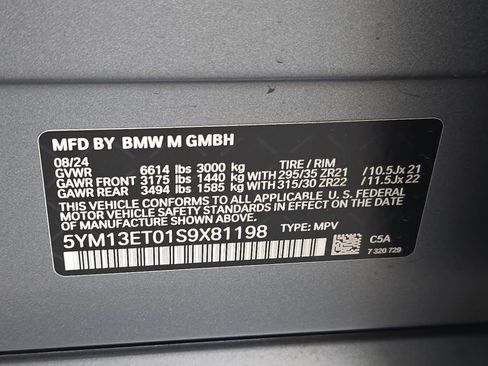 MFD BY BMW M GMBH
08/24 TIRE / RIM
GVWR 6614 lbs 3000 kg
GAWR FRONT 3175 lbs 1440 kg WITH 295/35 ZR21 /10.5Jx 21
GAWR REAR 3494 lbs 1585 kg WITH 315/30 ZR22 /11.5Jx 22
THIS VEHICLE CONFORMS TO ALL APPLICABLE U.S. FEDERAL
MOTOR VEHICLE SAFETY STANDARDS IN EFFECT ON THE
DATE OF MANUFACTURE SHOWN ABOVE.
5YM13ET01S9X81198 TYPE: MPV
C5A
7 320 729